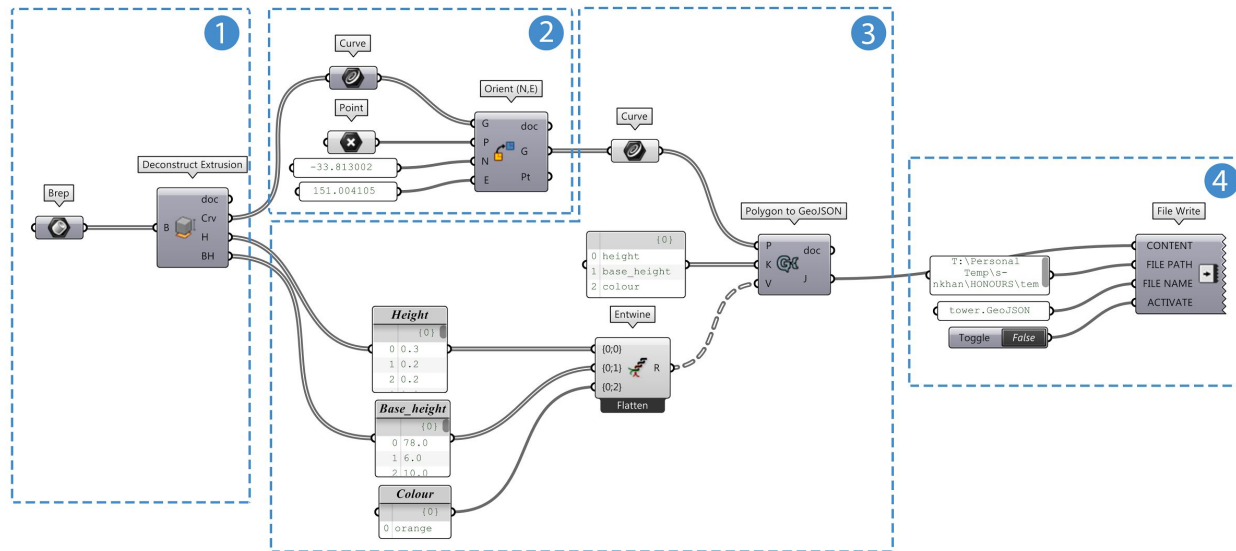 1
Brep
Deconstruct Extrusion
B
doc
Crv
H
BH
2
Curve
Point
-33.813002
151.004105
Orient (N,E)
G
P
N
E
doc
G
Pt
3
Curve
{0}
0 height
1 base_height
2 colour
Polygon to GeoJSON
P
K
V
doc
J
Height
{0}
0 0.3
1 0.2
2 0.2
Base_height
{0}
0 78.0
1 6.0
2 10.0
Colour
{0}
0 orange
Entwine
{0;0}
{0;1}
{0;2}
R
Flatten
4
T:\Personal
Temp\s-
nkhan\HONOURS\tem
tower.GeoJSON
Toggle False
File Write
CONTENT
FILE PATH
FILE NAME
ACTIVATE